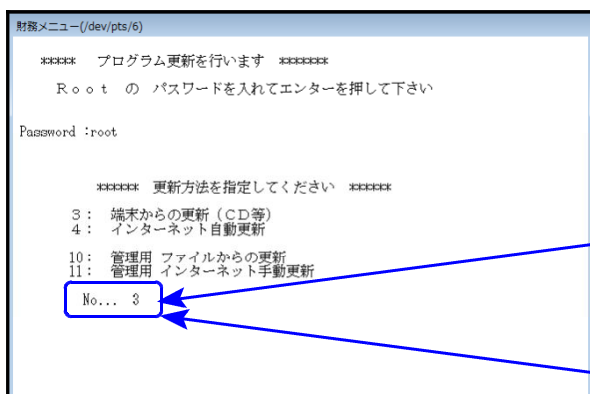 財務メニュー(/dev/pts/6)
***** プログラム更新を行います *******
Ｒｏｏｔ の パスワードを入れてエンターを押して下さい
Password :root
****** 更新方法を指定してください ******
３： 端末からの更新（ＣＤ等）
４： インターネット自動更新
10： 管理用 ファイルからの更新
11： 管理用 インターネット手動更新
No... 3